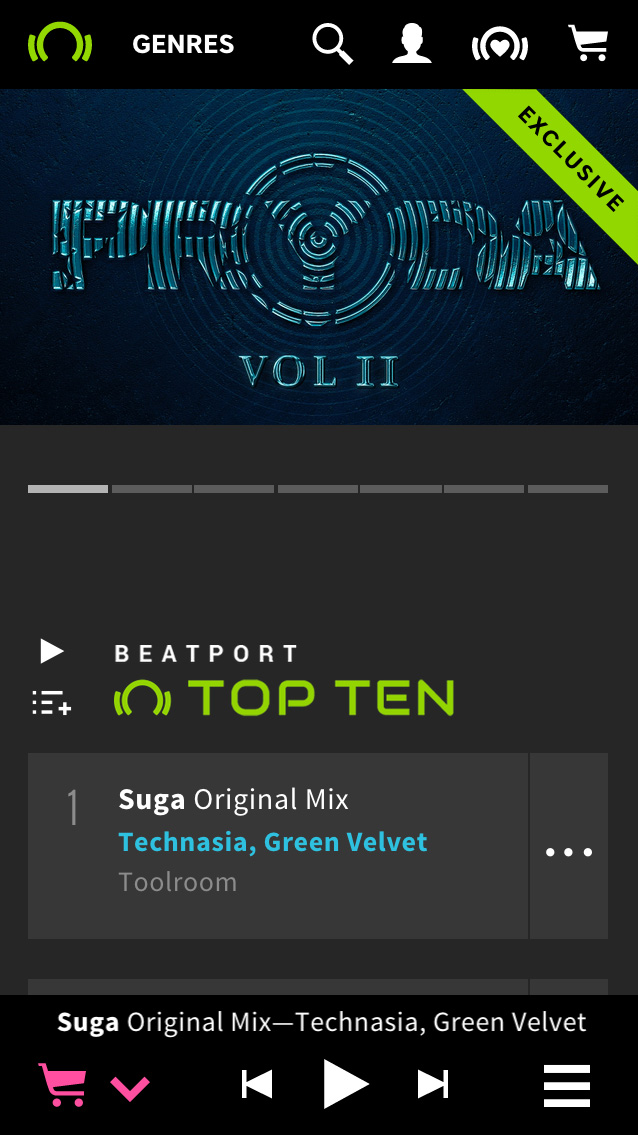 GENRES
EXCLUSIVE
PRYDA
VOL II
BEATPORT
TOP TEN
1
Suga Original Mix
Technasia, Green Velvet
Toolroom
Suga Original Mix—Technasia, Green Velvet